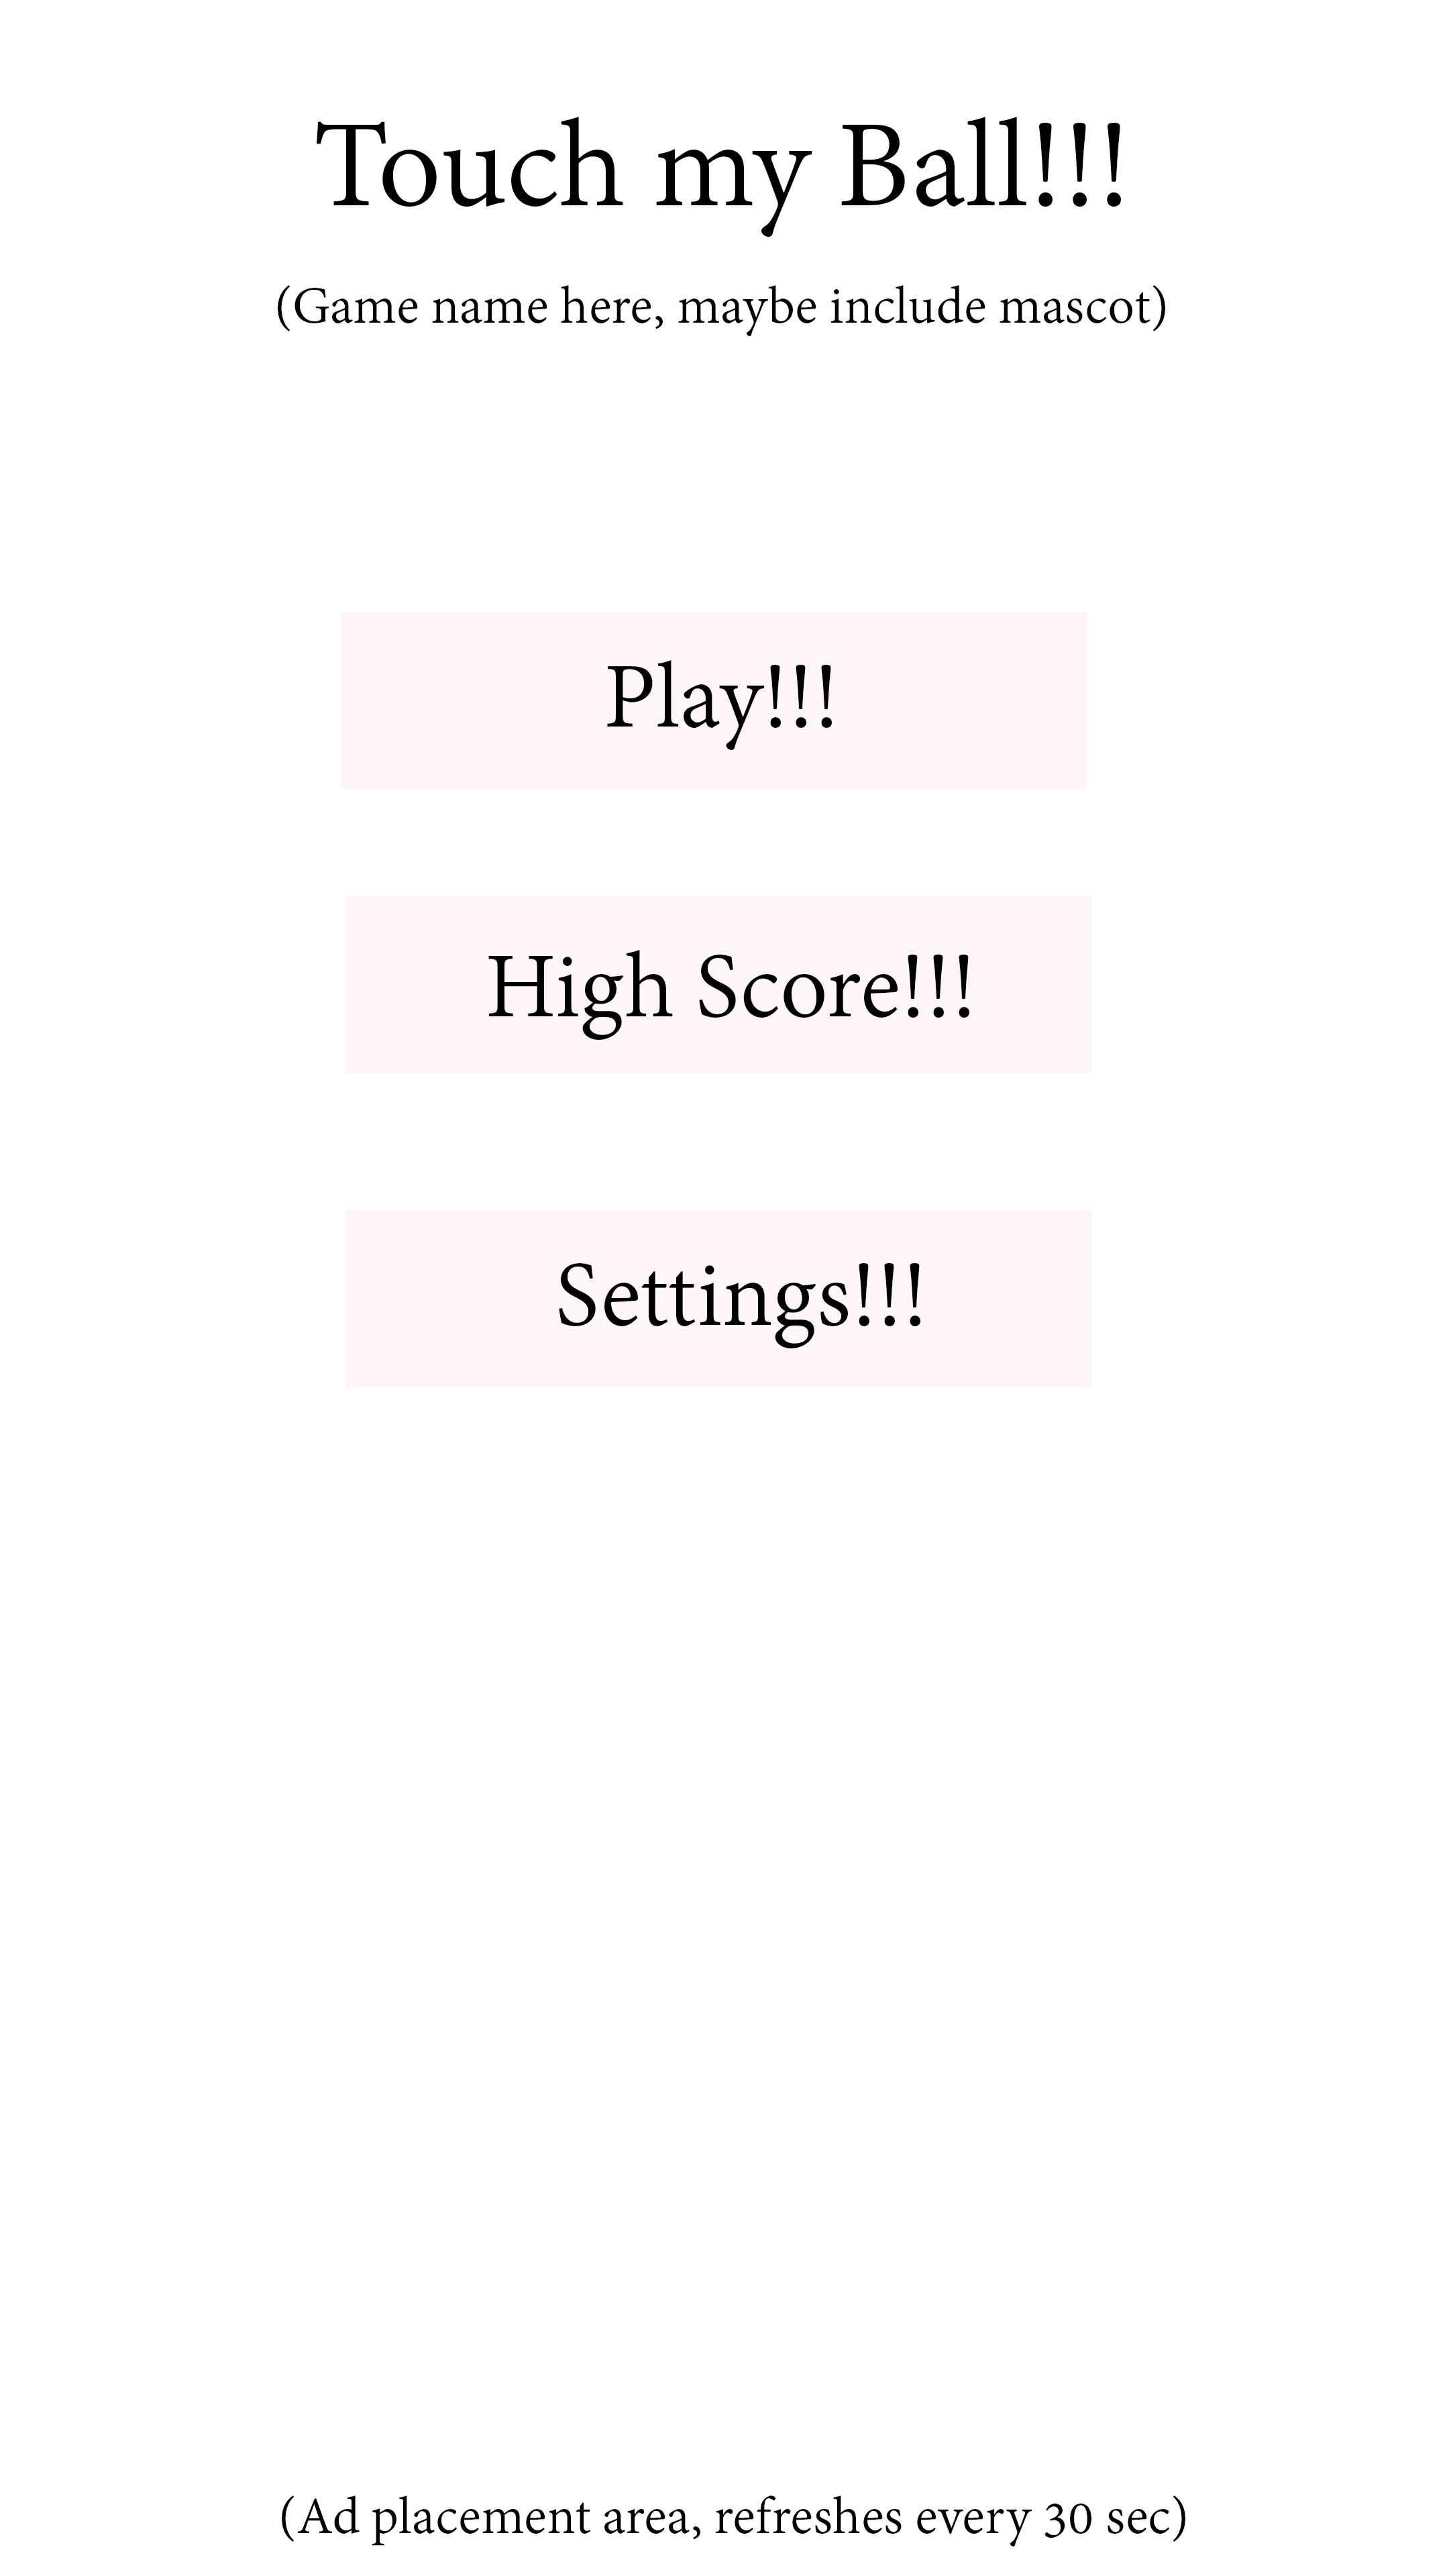 Touch my Ball!!!
(Game name here, maybe include mascot)
Play!!!
High Score!!!
Settings!!!
(Ad placement area, refreshes every 30 sec)